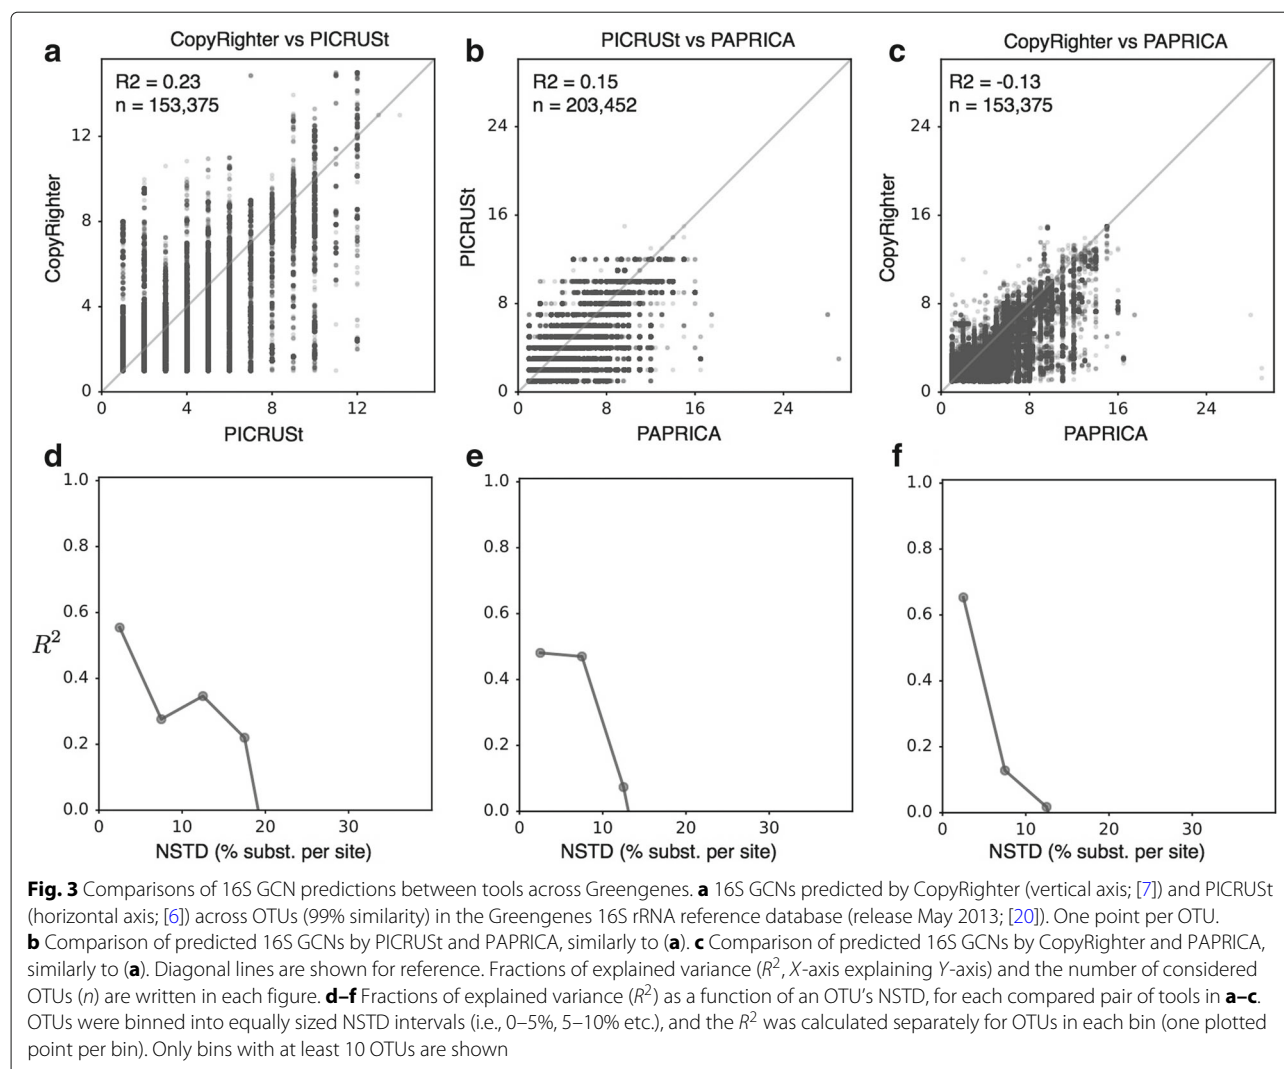 a
CopyRighter vs PICRUSt
R2 = 0.23
n = 153,375
CopyRighter
12
8
4
0
0 4 8 12
PICRUSt
b
PICRUSt vs PAPRICA
R2 = 0.15
n = 203,452
PICRUSt
24
16
8
0
0 8 16 24
PAPRICA
c
CopyRighter vs PAPRICA
R2 = -0.13
n = 153,375
CopyRighter
24
16
8
0
0 8 16 24
PAPRICA
d
1.0
0.8
0.6
R²
0.4
0.2
0.0
0 10 20 30
NSTD (% subst. per site)
e
1.0
0.8
0.6
0.4
0.2
0.0
0 10 20 30
NSTD (% subst. per site)
f
1.0
0.8
0.6
0.4
0.2
0.0
0 10 20 30
NSTD (% subst. per site)
Fig. 3 Comparisons of 16S GCN predictions between tools across Greengenes. a 16S GCNs predicted by CopyRighter (vertical axis; [7]) and PICRUSt
(horizontal axis; [6]) across OTUs (99% similarity) in the Greengenes 16S rRNA reference database (release May 2013; [20]). One point per OTU.
b Comparison of predicted 16S GCNs by PICRUSt and PAPRICA, similarly to (a). c Comparison of predicted 16S GCNs by CopyRighter and PAPRICA,
similarly to (a). Diagonal lines are shown for reference. Fractions of explained variance (R², X-axis explaining Y-axis) and the number of considered
OTUs (n) are written in each figure. d–f Fractions of explained variance (R²) as a function of an OTU's NSTD, for each compared pair of tools in a–c.
OTUs were binned into equally sized NSTD intervals (i.e., 0–5%, 5–10% etc.), and the R² was calculated separately for OTUs in each bin (one plotted
point per bin). Only bins with at least 10 OTUs are shown